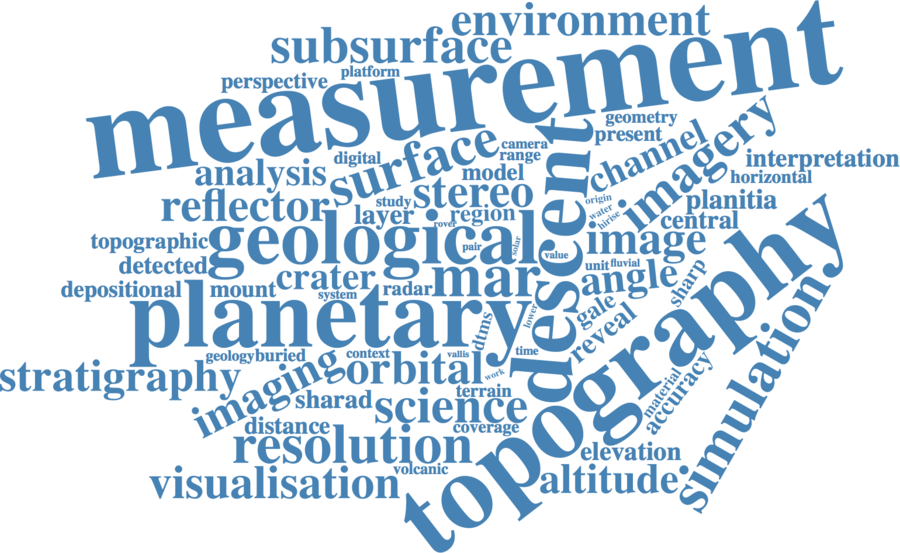 environment
subsurface
measurement
platform
perspective
geometry
present
camera
range
digital
surface
descent
channel
imagery
interpretation
horizontal
analysis
model
stereo
study
reflector
layer
region
rover
origin
water
hirise
planitia
central
topographic
geological
pair
solar
value
image
detected
crater
mar
unit
fluvial
angle
sharp
depositional
mount
system
radar
planetary
lower
gale
dtms
reveal
topography
geology
buried
context
vallis
time
work
stratigraphy
imaging
orbital
terrain
material
accuracy
simulation
sharad
science
distance
coverage
resolution
elevation
volcanic
visualisation
altitude